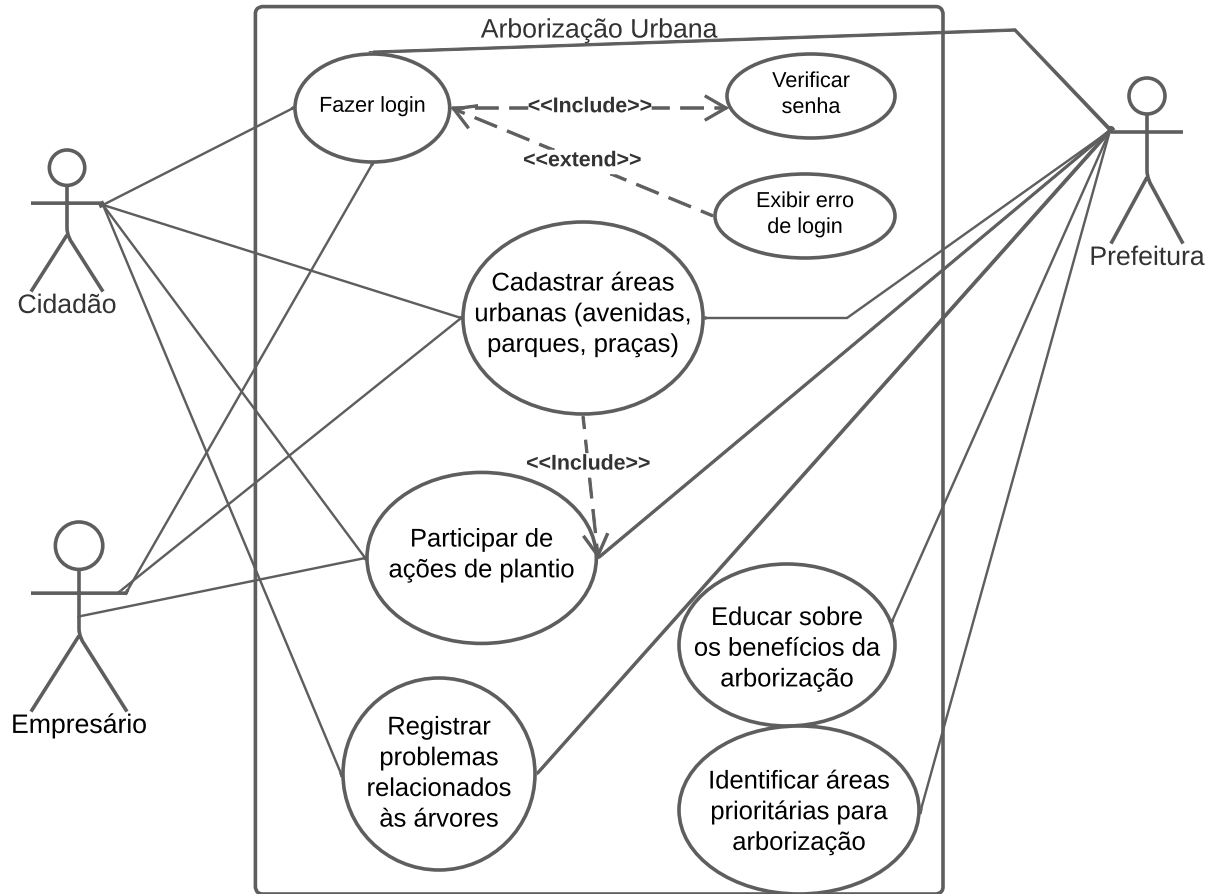 Arborização Urbana
Fazer login
<<Include>>
Verificar
senha
<<extend>>
Exibir erro
de login
Cidadão
Prefeitura
Cadastrar áreas
urbanas (avenidas,
parques, praças)
<<Include>>
Participar de
ações de plantio
Empresário
Educar sobre
os benefícios da
arborização
Registrar
problemas
relacionados
às árvores
Identificar áreas
prioritárias para
arborização